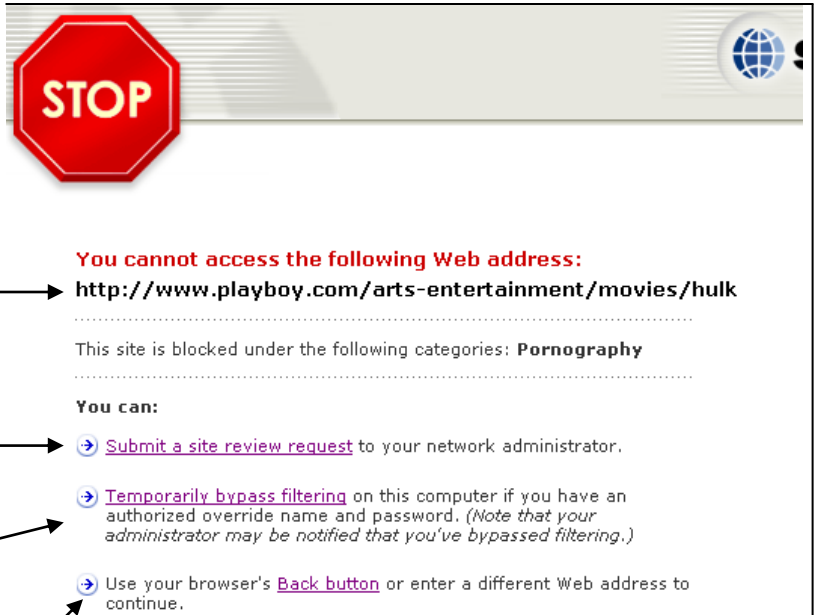 STOP
You cannot access the following Web address:
http://www.playboy.com/arts-entertainment/movies/hulk
This site is blocked under the following categories: Pornography
You can:
Submit a site review request to your network administrator.
Temporarily bypass filtering on this computer if you have an
authorized override name and password. (Note that your
administrator may be notified that you've bypassed filtering.)
Use your browser's Back button or enter a different Web address to
continue.